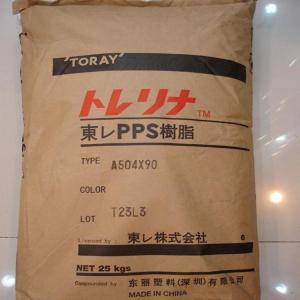 'TORAY'
トレリナ™
東レPPS樹脂
TYPE A504X90
COLOR
LOT T23L3
Licensed by : 東レ株式会社 6
NET 25 kgs
Compounded by : 东丽塑料(深圳)有限公司
MADE IN CHINA